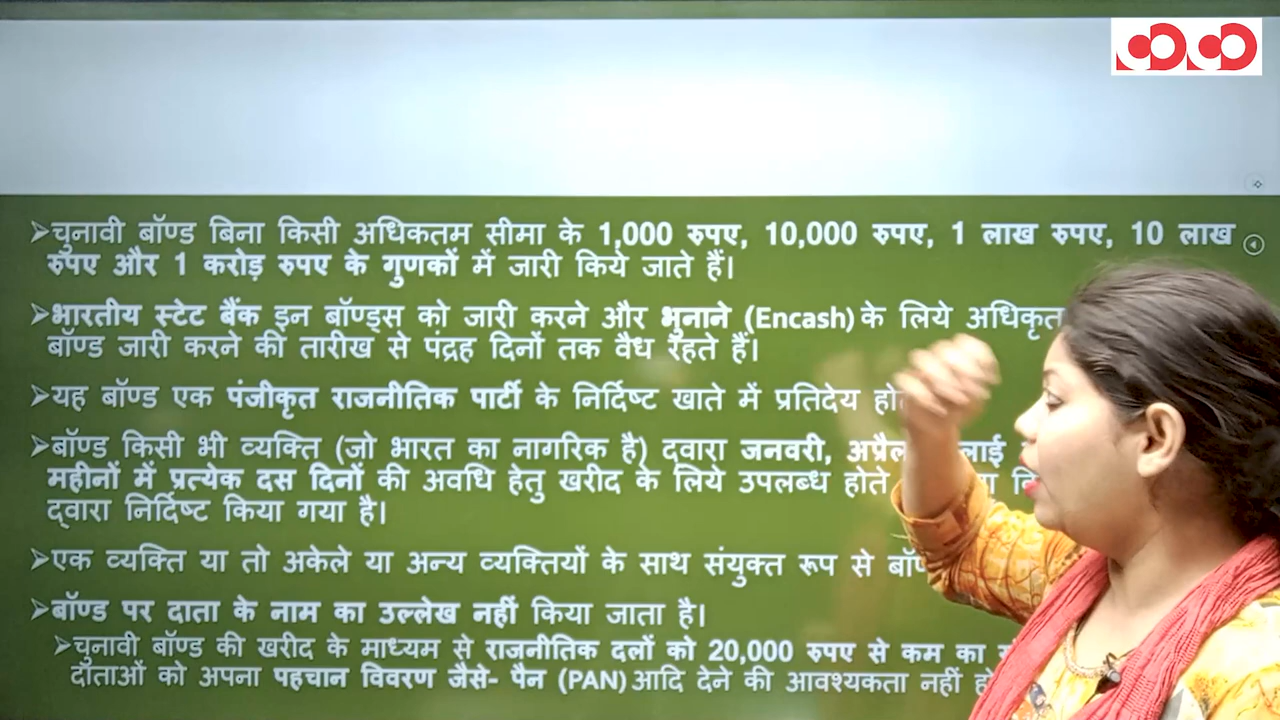 ➢चुनावी बॉण्ड बिना किसी अधिकतम सीमा के 1,000 रुपए, 10,000 रुपए, 1 लाख रुपए, 10 लाख
रुपए और 1 करोड़ रुपए के गुणकों में जारी किये जाते हैं।
➢भारतीय स्टेट बैंक इन बॉण्ड्स को जारी करने और भुनाने (Encash) के लिये अधिकृत
बॉण्ड जारी करने की तारीख से पंद्रह दिनों तक वैध रहते हैं।
➢यह बॉण्ड एक पंजीकृत राजनीतिक पार्टी के निर्दिष्ट खाते में प्रतिदेय
➢बॉण्ड किसी भी व्यक्ति (जो भारत का नागरिक है) द्वारा जनवरी,
महीनों में प्रत्येक दस दिनों की अवधि हेतु खरीद के लिये उपलब्ध होते
द्वारा निर्दिष्ट किया गया है।
➢एक व्यक्ति या तो अकेले या अन्य व्यक्तियों के साथ संयुक्त रूप से
➢बॉण्ड पर दाता के नाम का उल्लेख नहीं किया जाता है।
➢चुनावी बॉण्ड की खरीद के माध्यम से राजनीतिक दलों को 20,000 रुपए से कम का
दाताओं को अपना पहचान विवरण जैसे- पैन (PAN) आदि देने की आवश्यकता नहीं